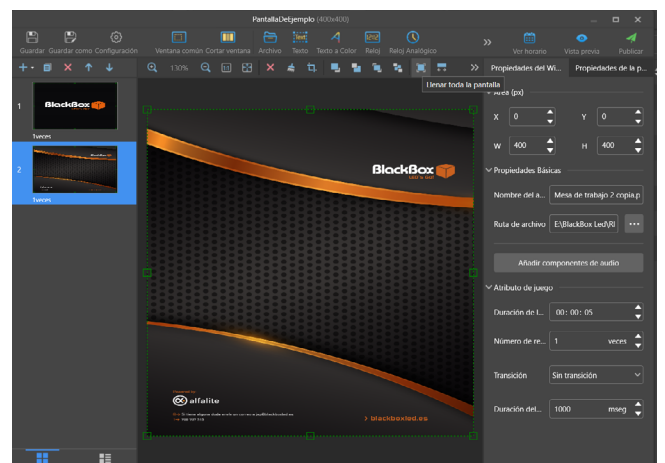 PantallaDeEjemplo (400x400)
Guardar Guardar como Configuración Ventana común Cortar ventana Archivo Texto Texto a Color Reloj Reloj Analógico Ver horario Vista previa Publicar
130%
Propiedades del Wi... Propiedades de la p...
Llenar toda la pantalla
Área (px)
X 0 Y 0
W 400 H 400
Propiedades Básicas
Nombre del a... Mesa de trabajo 2 copia.p
Ruta de archivo E:\BlackBox Led\RI ...
Añadir componentes de audio
Atributo de juego
Duración de l... 00: 00: 05
Número de re... 1 veces
Transición Sin transición
Duración del... 1000 mseg
1
BlackBox
1veces
2
1veces
BlackBox
alfalite
> blackboxled.es